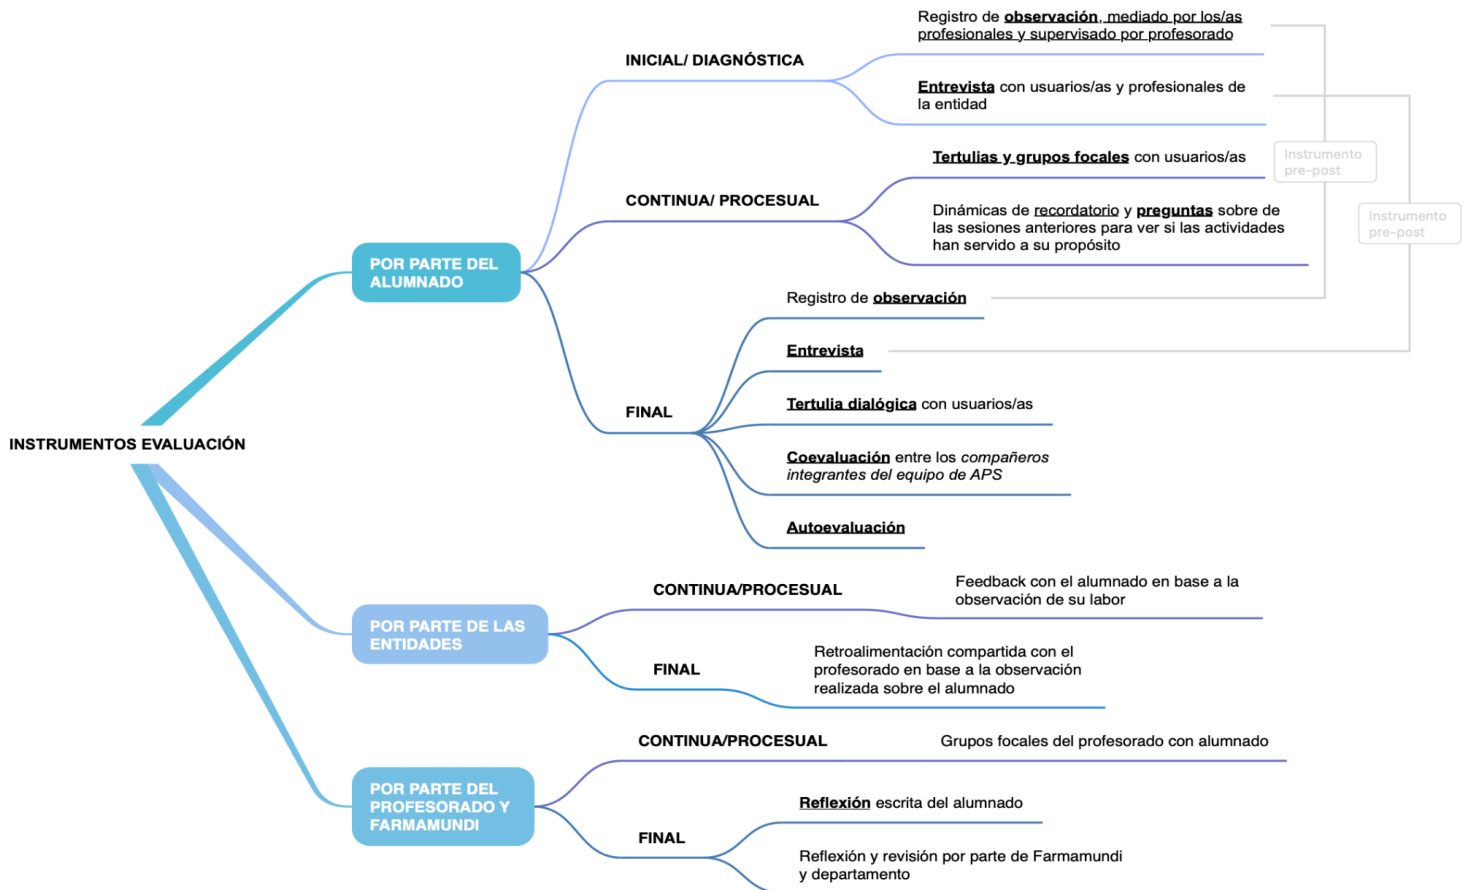 INSTRUMENTOS EVALUACIÓN
POR PARTE DEL
ALUMNADO
INICIAL/ DIAGNÓSTICA
Registro de observación, mediado por los/as
profesionales y supervisado por profesorado
Entrevista con usuarios/as y profesionales de
la entidad
CONTINUA/ PROCESUAL
Tertulias y grupos focales con usuarios/as
Dinámicas de recordatorio y preguntas sobre de
las sesiones anteriores para ver si las actividades
han servido a su propósito
Instrumento
pre-post
Instrumento
pre-post
FINAL
Registro de observación
Entrevista
Tertulia dialógica con usuarios/as
Coevaluación entre los compañeros
integrantes del equipo de APS
Autoevaluación
POR PARTE DE LAS
ENTIDADES
CONTINUA/PROCESUAL
Feedback con el alumnado en base a la
observación de su labor
FINAL
Retroalimentación compartida con el
profesorado en base a la observación
realizada sobre el alumnado
POR PARTE DEL
PROFESORADO Y
FARMAMUNDI
CONTINUA/PROCESUAL
Grupos focales del profesorado con alumnado
FINAL
Reflexión escrita del alumnado
Reflexión y revisión por parte de Farmamundi
y departamento